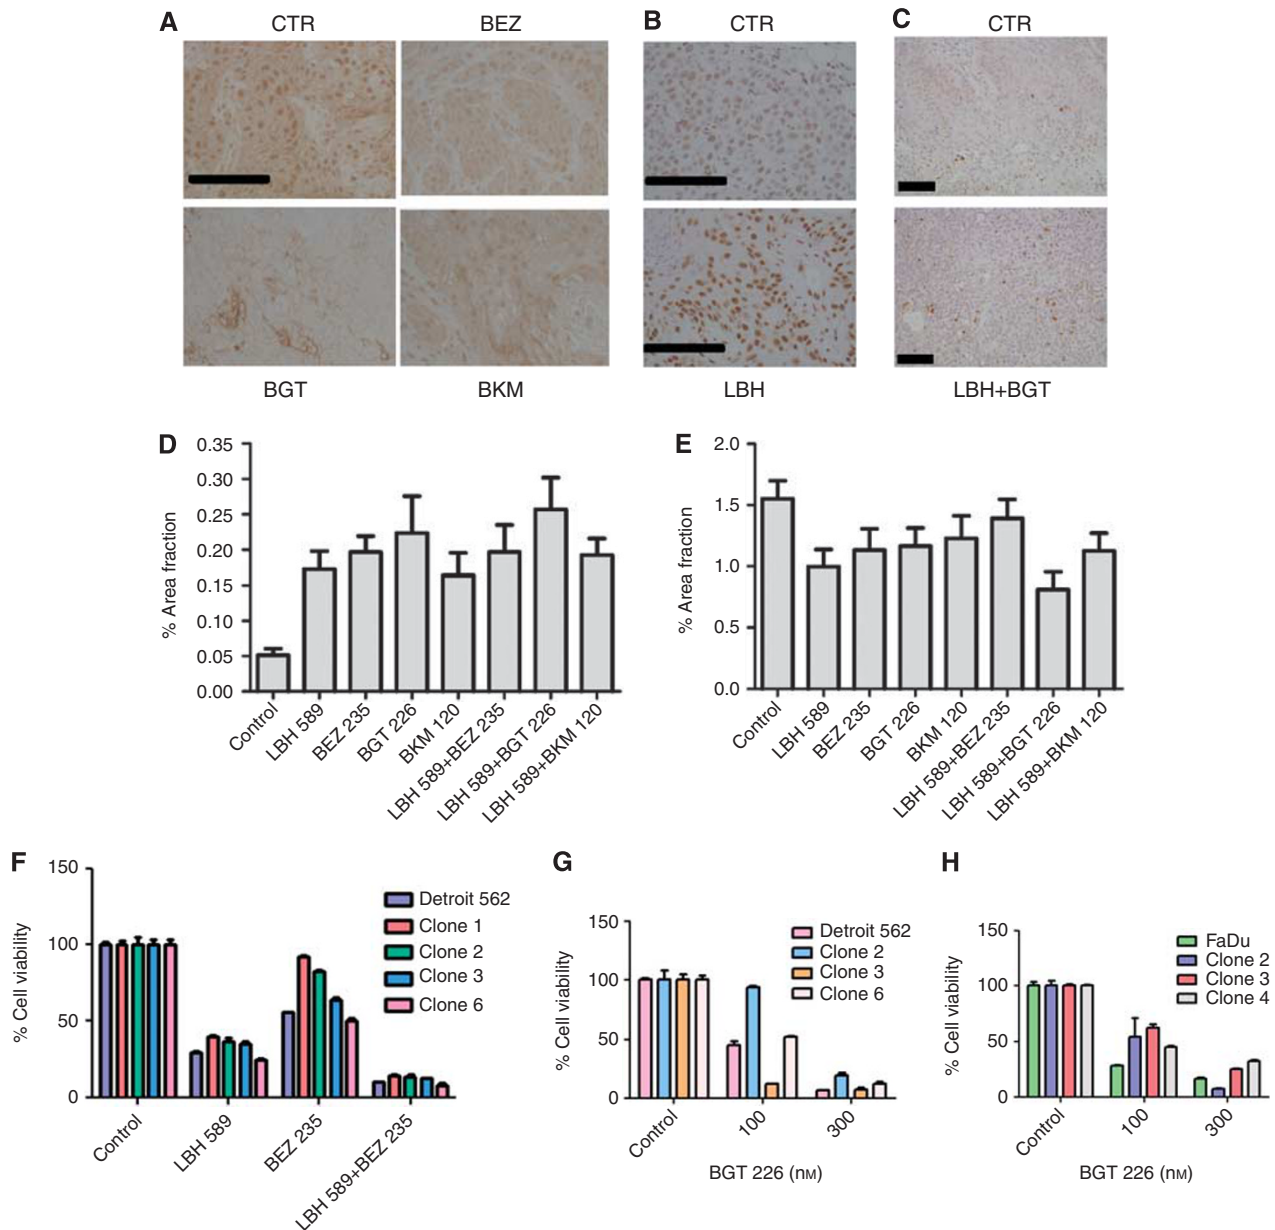 A
CTR
BEZ
BGT
BKM
B
CTR
LBH
C
CTR
LBH+BGT
D
% Area fraction
0.35
0.30
0.25
0.20
0.15
0.10
0.05
0.00
Control
LBH 589
BEZ 235
BGT 226
BKM 120
LBH 589+BEZ 235
LBH 589+BGT 226
LBH 589+BKM 120
E
% Area fraction
2.0
1.5
1.0
0.5
0.0
Control
LBH 589
BEZ 235
BGT 226
BKM 120
LBH 589+BEZ 235
LBH 589+BGT 226
LBH 589+BKM 120
F
% Cell viability
150
100
50
0
Control
LBH 589
BEZ 235
LBH 589+BEZ 235
Detroit 562
Clone 1
Clone 2
Clone 3
Clone 6
G
% Cell viability
150
100
50
0
Control
100
300
BGT 226 (nM)
Detroit 562
Clone 2
Clone 3
Clone 6
H
% Cell viability
150
100
50
0
Control
100
300
BGT 226 (nM)
FaDu
Clone 2
Clone 3
Clone 4